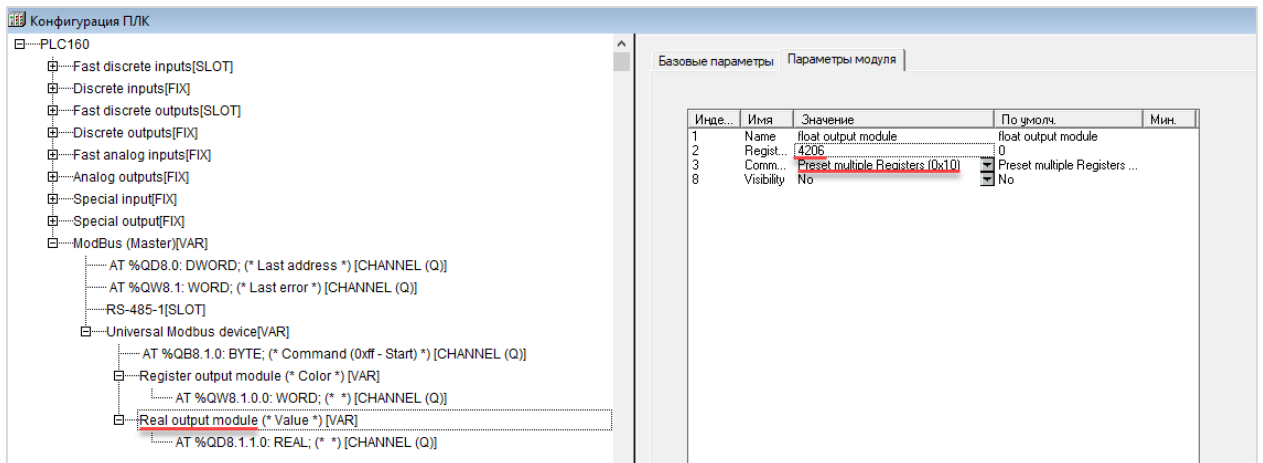 Конфигурация ПЛК
PLC160
Fast discrete inputs[SLOT]
Discrete inputs[FIX]
Fast discrete outputs[SLOT]
Discrete outputs[FIX]
Fast analog inputs[FIX]
Analog outputs[FIX]
Special input[FIX]
Special output[FIX]
ModBus (Master)[VAR]
AT %QD8.0: DWORD; (* Last address *) [CHANNEL (Q)]
AT %QW8.1: WORD; (* Last error *) [CHANNEL (Q)]
RS-485-1[SLOT]
Universal Modbus device[VAR]
AT %QB8.1.0: BYTE; (* Command (0xff - Start) *) [CHANNEL (Q)]
Register output module (* Color *) [VAR]
AT %QW8.1.0.0: WORD; (* *) [CHANNEL (Q)]
Real output module (* Value *) [VAR]
AT %QD8.1.1.0: REAL; (* *) [CHANNEL (Q)]
Базовые параметры Параметры модуля
Инде... Имя Значение По умолч. Мин.
1 Name float output module float output module
2 Regist... 4206 0
3 Comm... Preset multiple Registers (0x10) Preset multiple Registers ...
8 Visibility No No